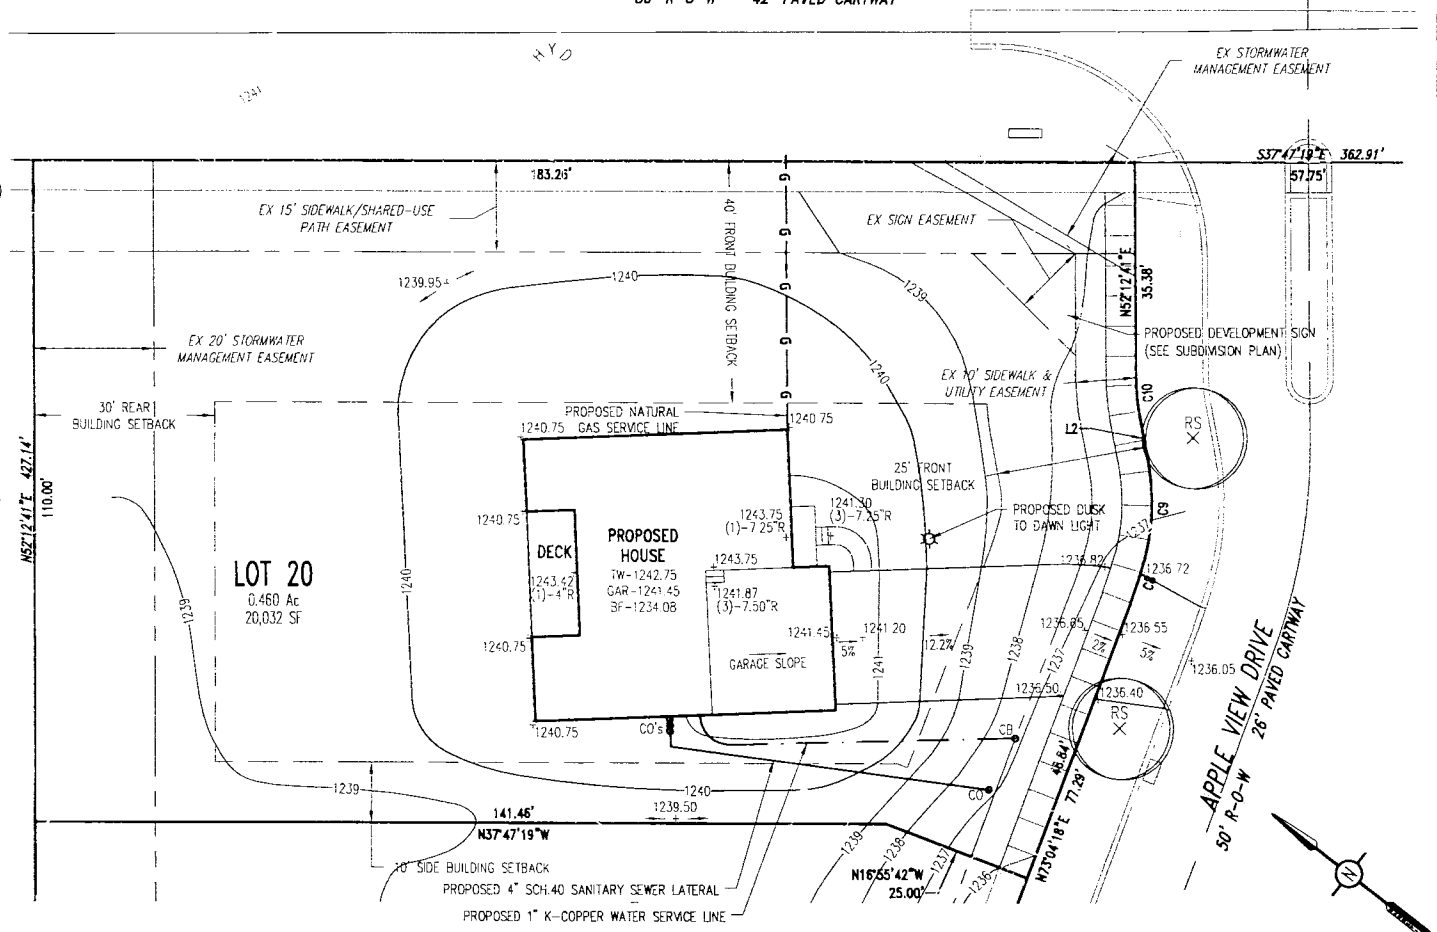 42' PAVED CARTWAY
HYD
1241
EX STORMWATER
MANAGEMENT EASEMENT
S37°47'19"E 362.91'
57.75'
183.26'
G
G
G
G
G
EX 15' SIDEWALK/SHARED-USE
PATH EASEMENT
40' FRONT BUILDING SETBACK
EX SIGN EASEMENT
N52°12'41"E
35.38'
1239.95
1240
1239
EX 20' STORMWATER
MANAGEMENT EASEMENT
PROPOSED DEVELOPMENT SIGN
(SEE SUBDIVISION PLAN)
1240
EX 10' SIDEWALK &
UTILITY EASEMENT
C10
30' REAR
BUILDING SETBACK
PROPOSED NATURAL
GAS SERVICE LINE
1240.75
1240.75
L2
RS
N52°12'41"E 427.14'
110.00'
25' FRONT
BUILDING SETBACK
1240.75
1243.75
(1)-7.25"R
1241.30
(3)-7.25"R
PROPOSED DUSK
TO DAWN LIGHT
C9
1237
PROPOSED
HOUSE
TW-1242.75
GAR-1241.45
BF-1234.08
DECK
1243.42
(1)-4"R
1243.75
1241.87
(3)-7.50"R
1236.82
1236.72
LOT 20
0.460 Ac
20,032 SF
1240
1239
1240.75
1241.45
1241.20
5%
12.2%
1238
1239
1237
1236.65
1236.55
2%
5%
1236.05
GARAGE SLOPE
1241
1236.50
1236.40
RS
APPLE VIEW DRIVE
50' R-O-W
26' PAVED CARTWAY
1240.75
CO's
CB
CO
1239
1240
1239.50
141.46'
N37°47'19"W
46.84'
N73°04'18"E 77.29'
1239
1238
1237
1236
N16°55'42"W
25.00'
10' SIDE BUILDING SETBACK
PROPOSED 4" SCH.40 SANITARY SEWER LATERAL
PROPOSED 1" K-COPPER WATER SERVICE LINE
N